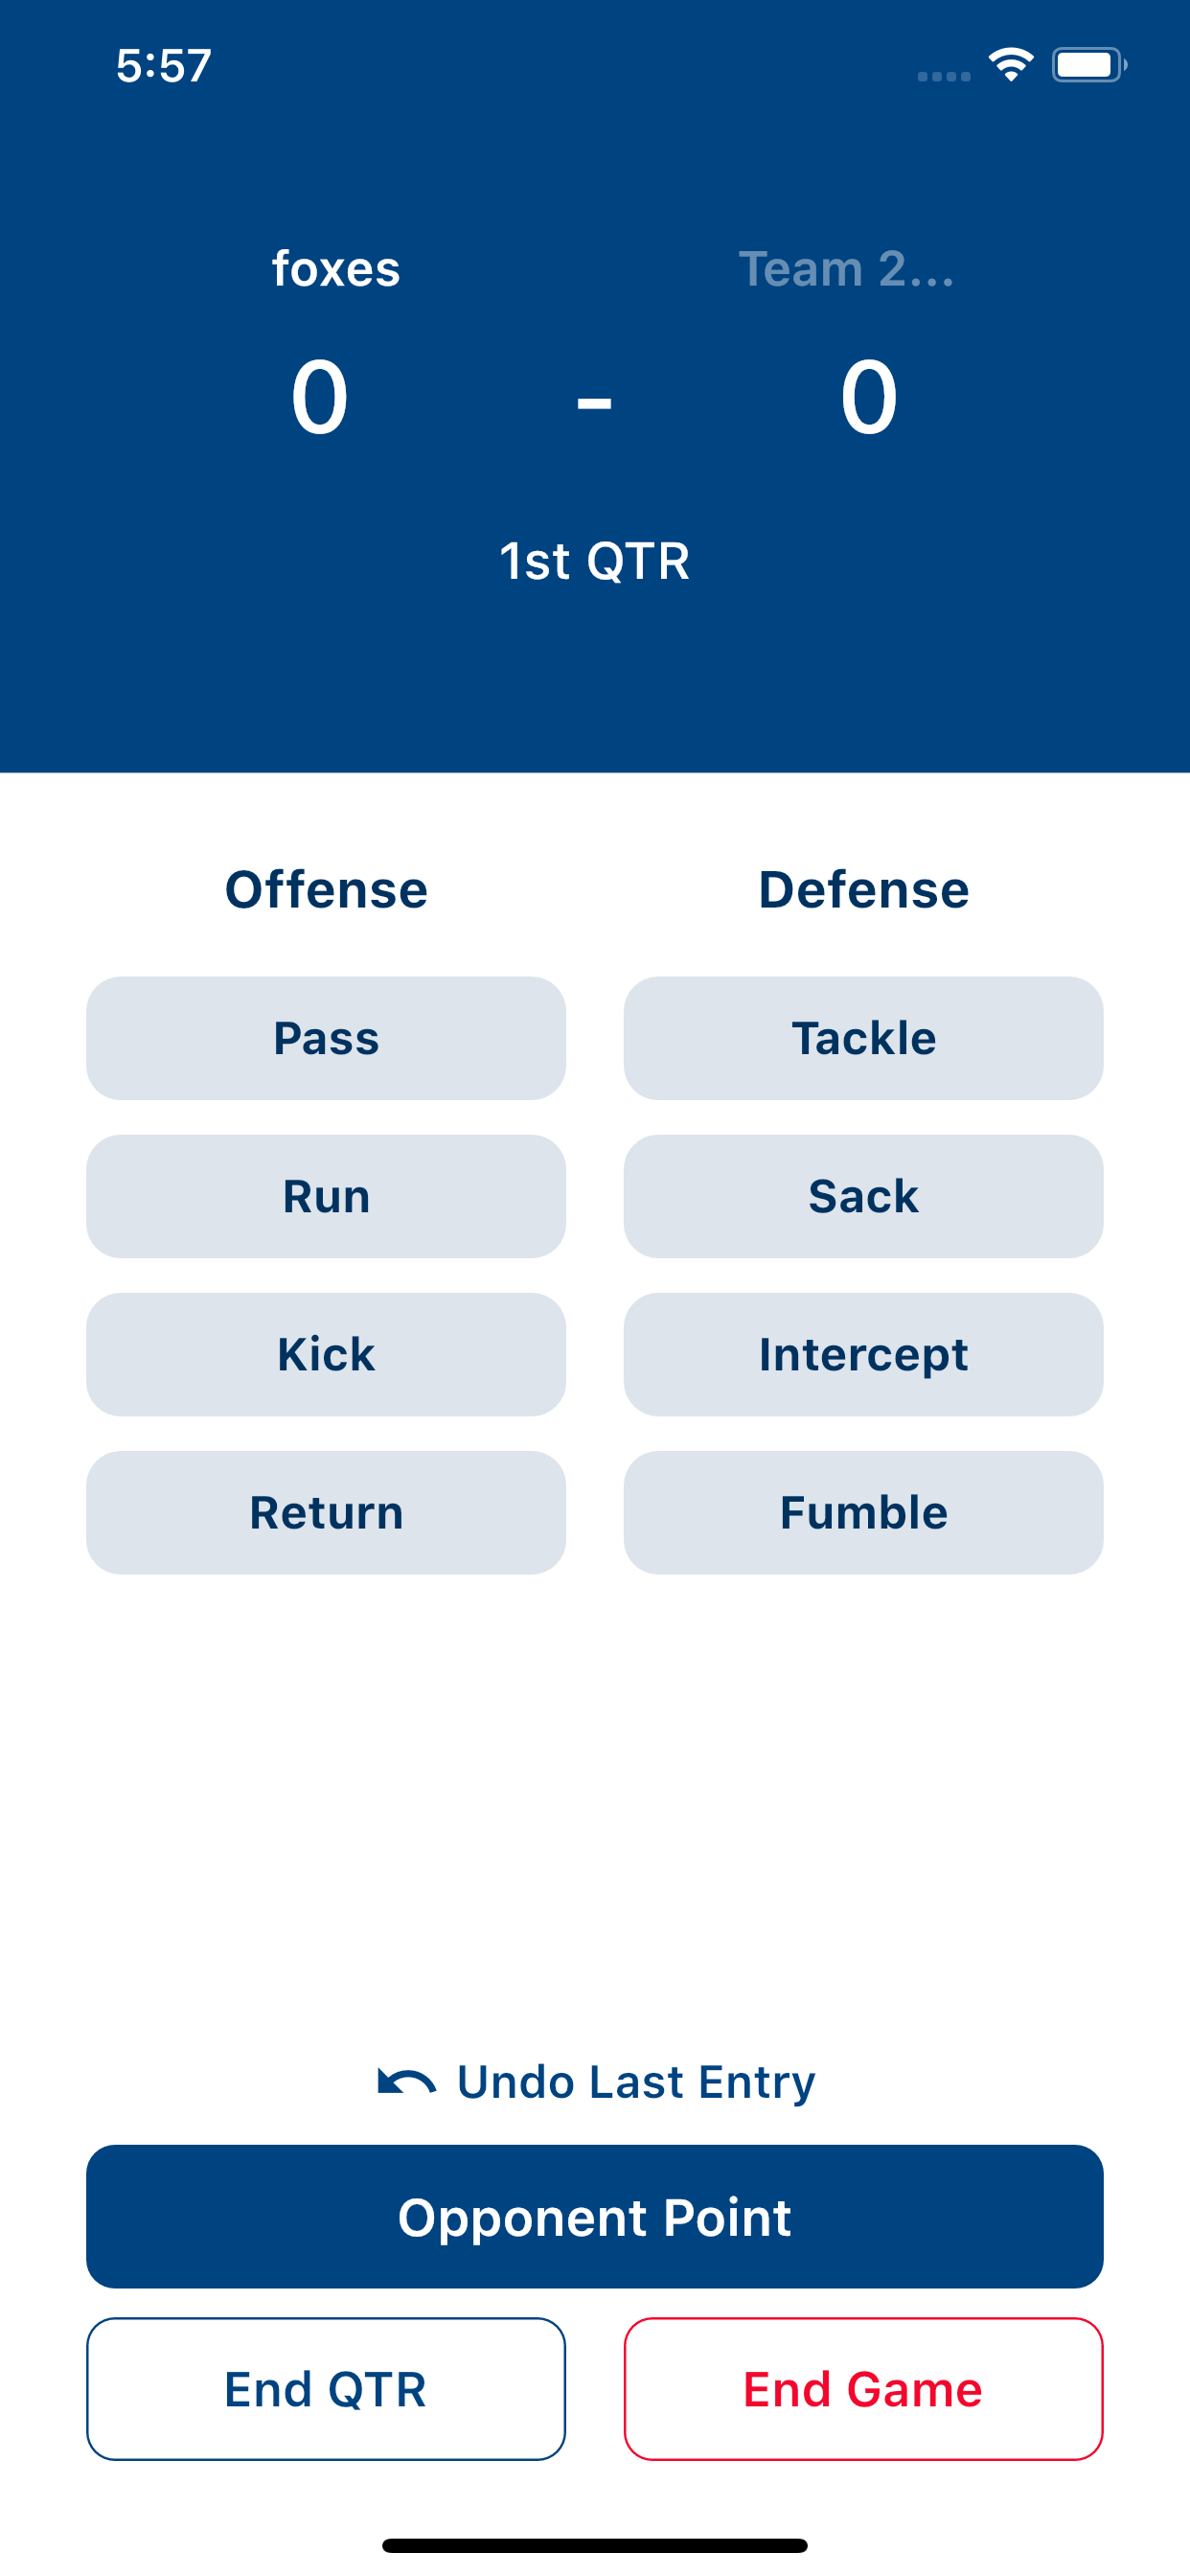 5:57
foxes Team 2...
0 - 0
1st QTR
Offense Defense
Pass Tackle
Run Sack
Kick Intercept
Return Fumble
Undo Last Entry
Opponent Point
End QTR End Game